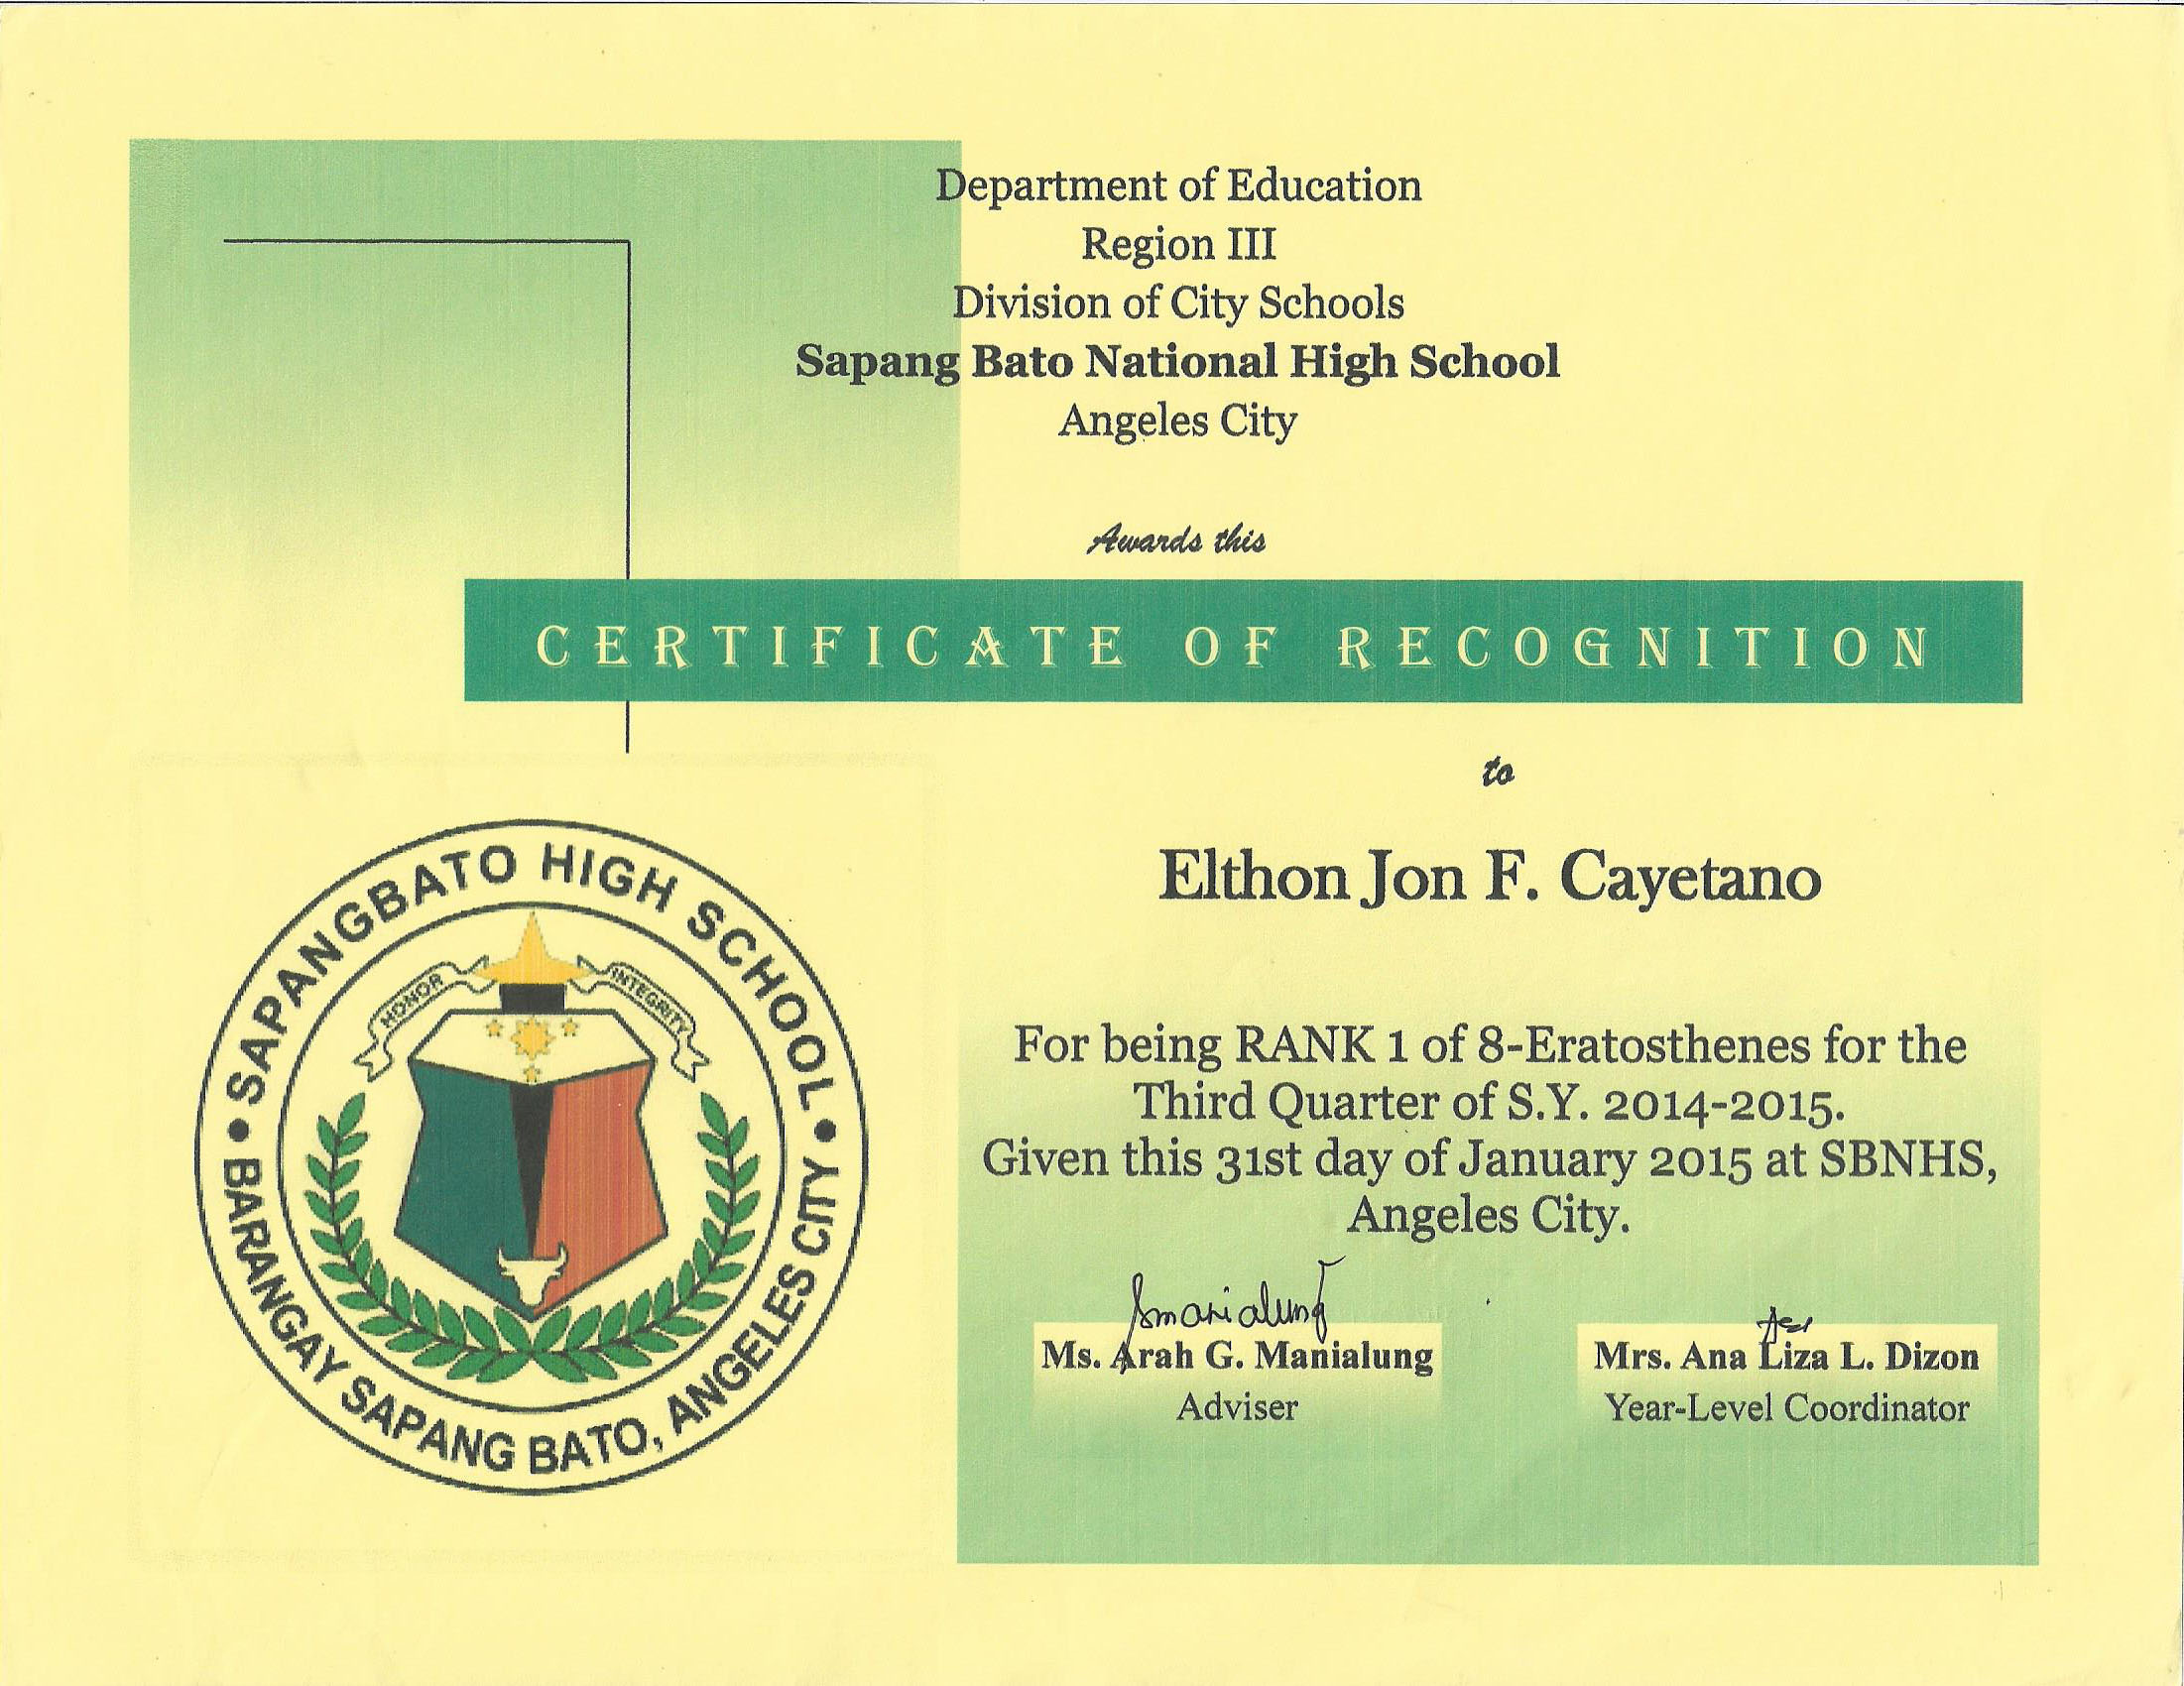 Department of Education
Region III
Division of City Schools
Sapang Bato National High School
Angeles City
Awards this
CERTIFICATE OF RECOGNITION
to
Elthon Jon F. Cayetano
For being RANK 1 of 8-Eratosthenes for the
Third Quarter of S.Y. 2014-2015.
Given this 31st day of January 2015 at SBNHS,
Angeles City.
Ms. Arah G. Manialung
Adviser
Mrs. Ana Liza L. Dizon
Year-Level Coordinator
• SAPANGBATO HIGH SCHOOL •
HONOR
INTEGRITY
BARANGAY SAPANG BATO, ANGELES CITY